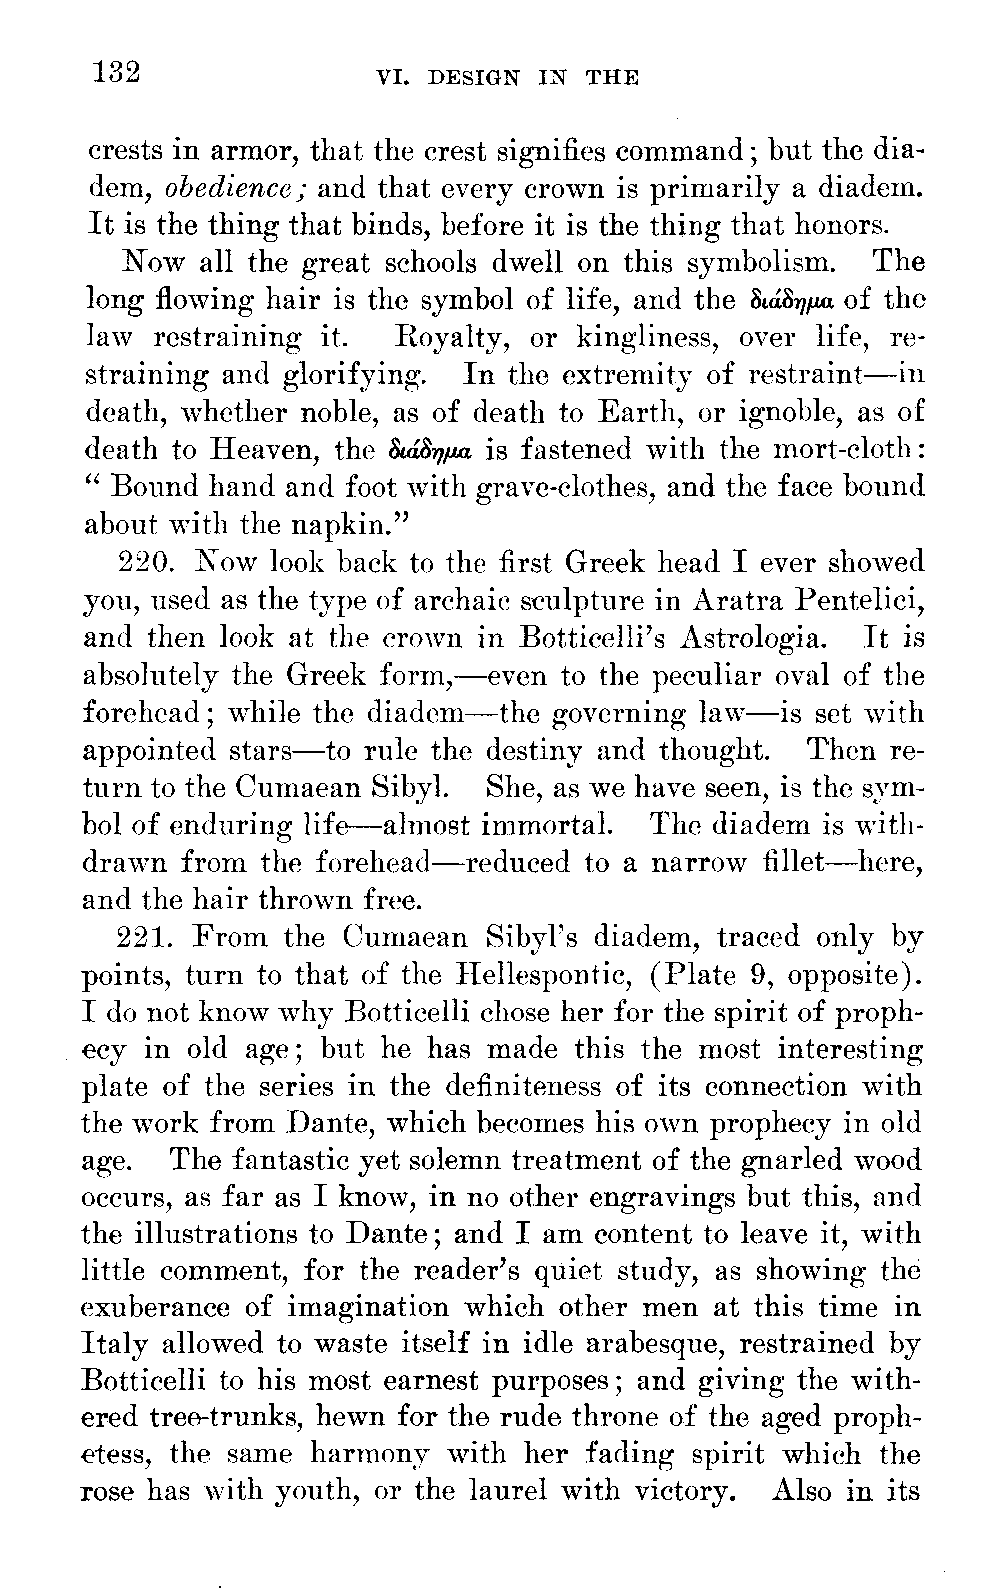 132 VI. DESIGN IN THE
crests in armor, that the crest signifies command; but the dia-
dem, obedience; and that every crown is primarily a diadem.
It is the thing that binds, before it is the thing that honors.
Now all the great schools dwell on this symbolism. The
long flowing hair is the symbol of life, and the διάδημα of the
law restraining it. Royalty, or kingliness, over life, re-
straining and glorifying. In the extremity of restraint—in
death, whether noble, as of death to Earth, or ignoble, as of
death to Heaven, the διάδημα is fastened with the mort-cloth:
“ Bound hand and foot with grave-clothes, and the face bound
about with the napkin.”
220. Now look back to the first Greek head I ever showed
you, used as the type of archaic sculpture in Aratra Pentelici,
and then look at the crown in Botticelli’s Astrologia. It is
absolutely the Greek form,—even to the peculiar oval of the
forehead; while the diadem—the governing law—is set with
appointed stars—to rule the destiny and thought. Then re-
turn to the Cumaean Sibyl. She, as we have seen, is the sym-
bol of enduring life—almost immortal. The diadem is with-
drawn from the forehead—reduced to a narrow fillet—here,
and the hair thrown free.
221. From the Cumaean Sibyl’s diadem, traced only by
points, turn to that of the Hellespontic, (Plate 9, opposite).
I do not know why Botticelli chose her for the spirit of proph-
ecy in old age; but he has made this the most interesting
plate of the series in the definiteness of its connection with
the work from Dante, which becomes his own prophecy in old
age. The fantastic yet solemn treatment of the gnarled wood
occurs, as far as I know, in no other engravings but this, and
the illustrations to Dante; and I am content to leave it, with
little comment, for the reader’s quiet study, as showing the
exuberance of imagination which other men at this time in
Italy allowed to waste itself in idle arabesque, restrained by
Botticelli to his most earnest purposes; and giving the with-
ered tree-trunks, hewn for the rude throne of the aged proph-
etess, the same harmony with her fading spirit which the
rose has with youth, or the laurel with victory. Also in its